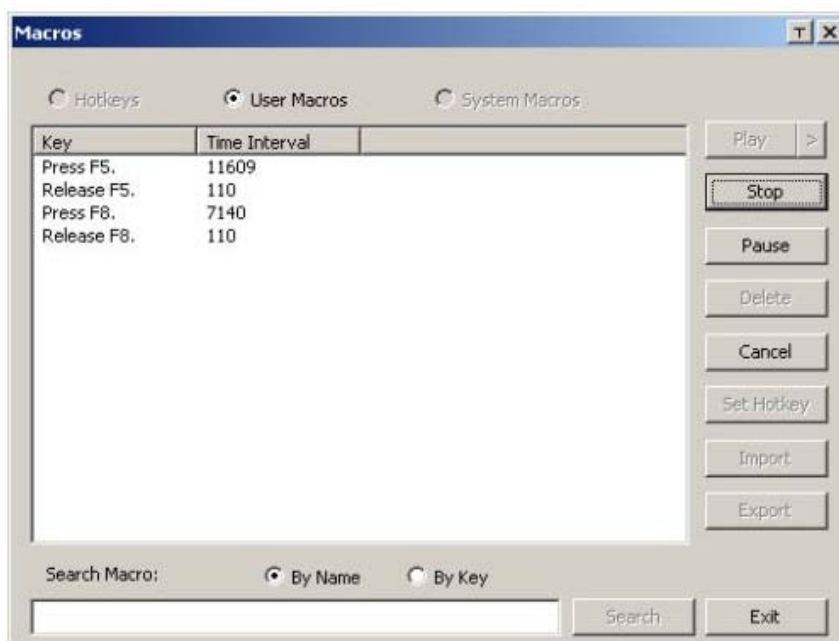 Macros
Hotkeys User Macros System Macros
Key Time Interval
Press F5. 11609
Release F5. 110
Press F8. 7140
Release F8. 110
Play >
Stop
Pause
Delete
Cancel
Set Hotkey
Import
Export
Search Macro: By Name By Key
Search Exit